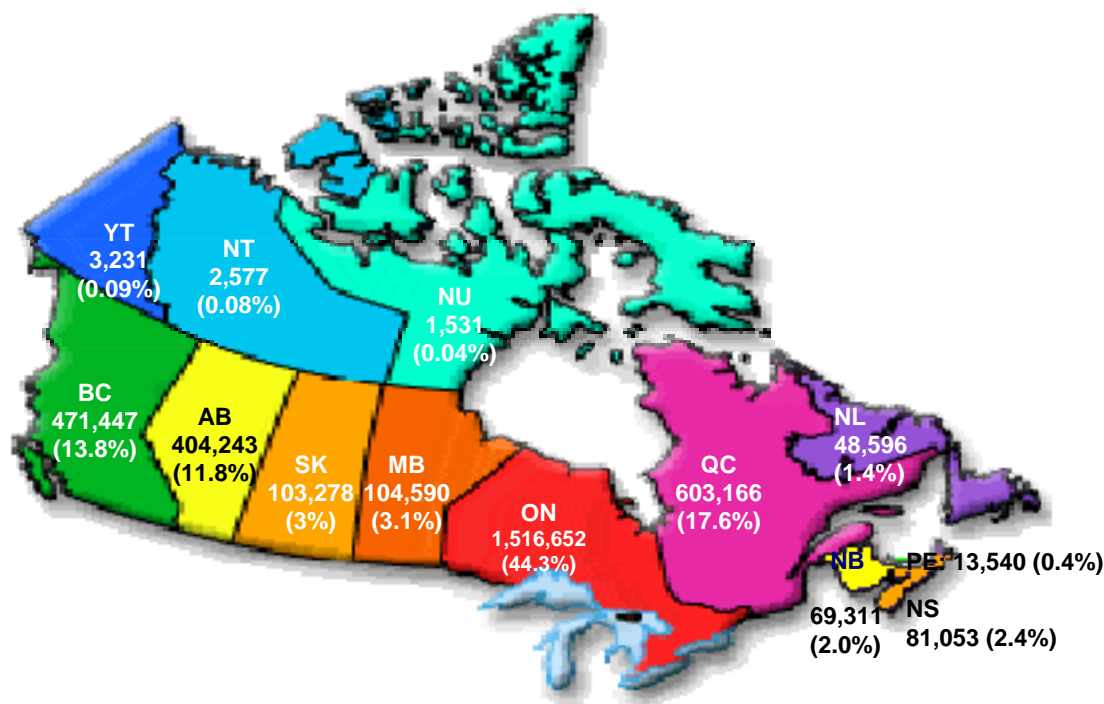 YT
3,231
(0.09%)
NT
2,577
(0.08%)
NU
1,531
(0.04%)
BC
471,447
(13.8%)
AB
404,243
(11.8%)
SK
103,278
(3%)
MB
104,590
(3.1%)
ON
1,516,652
(44.3%)
QC
603,166
(17.6%)
NL
48,596
(1.4%)
NB
69,311
(2.0%)
PE: 13,540 (0.4%)
NS
81,053 (2.4%)